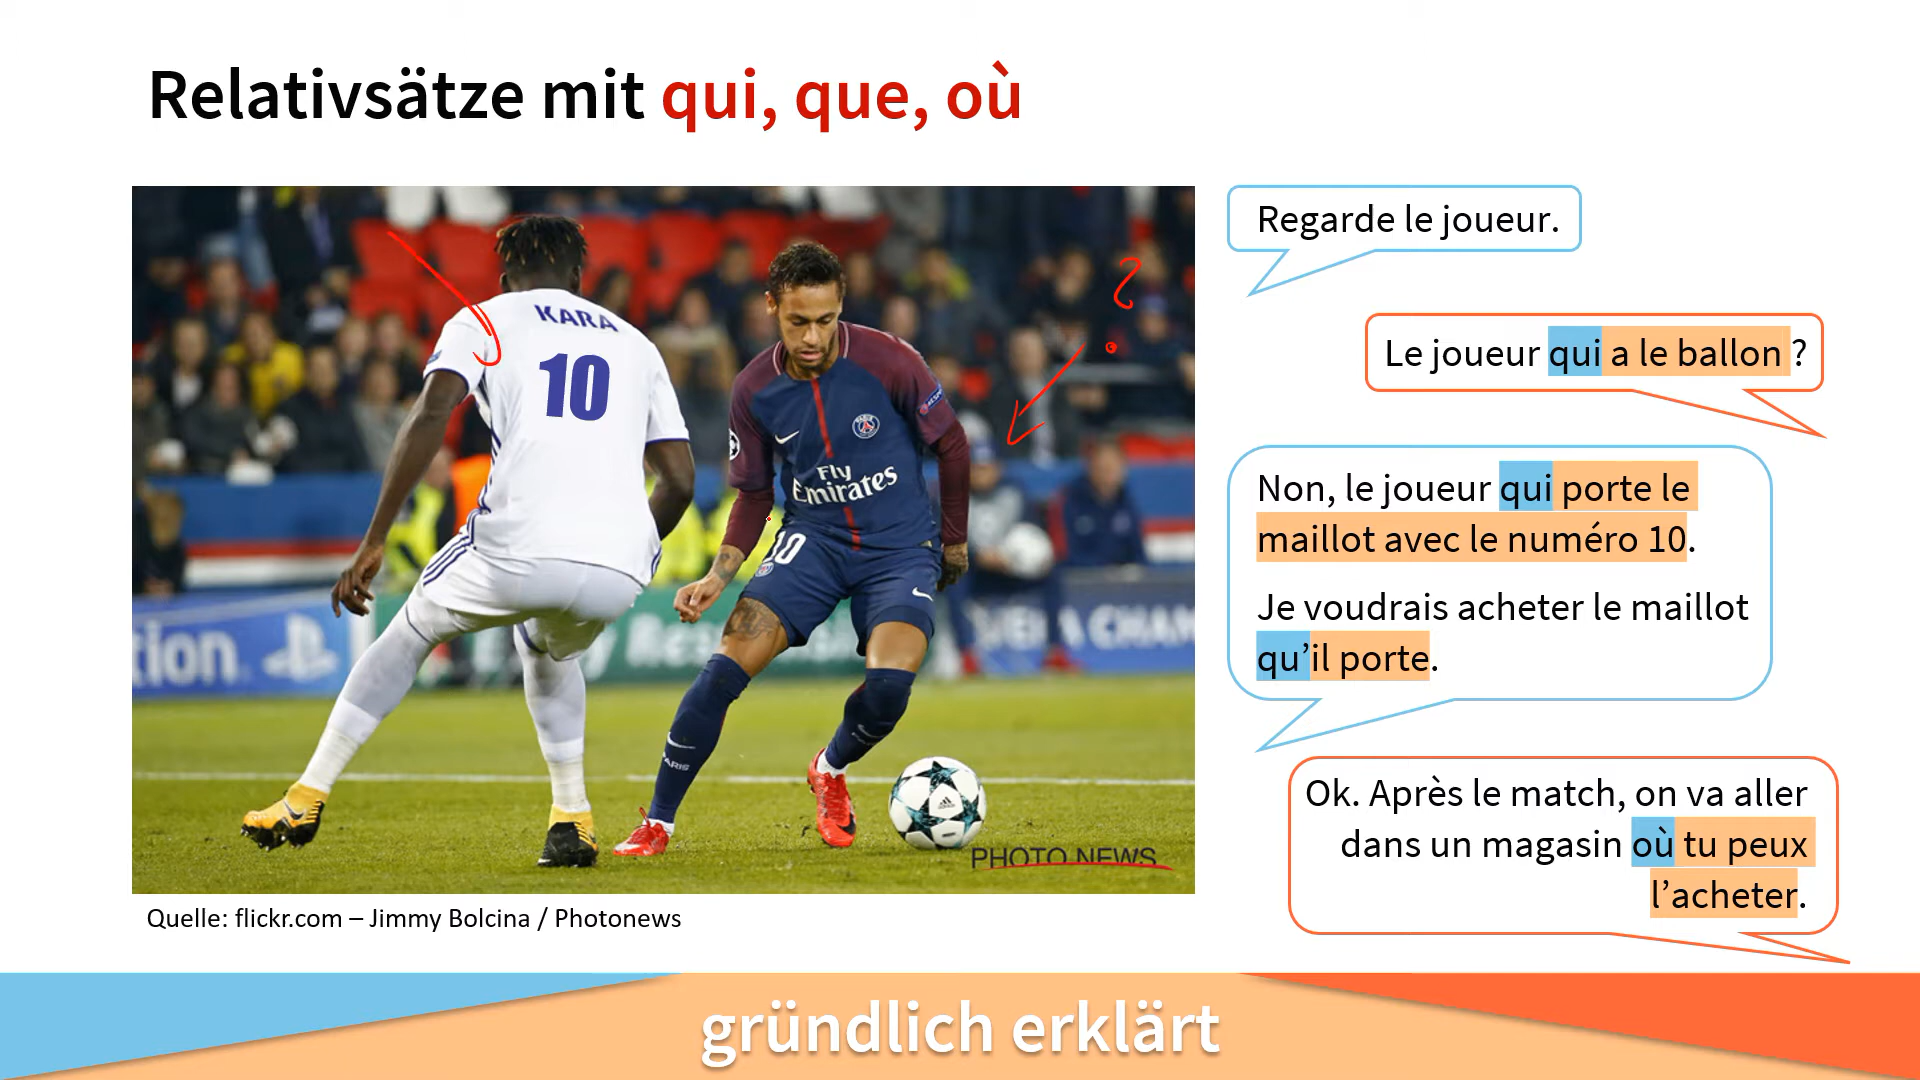 Relativsätze mit qui, que, où
Regarde le joueur.
Le joueur qui a le ballon ?
Non, le joueur qui porte le
maillot avec le numéro 10.
Je voudrais acheter le maillot
qu’il porte.
Ok. Après le match, on va aller
dans un magasin où tu peux
l’acheter.
KARA
10
Fly
Emirates
10
PARIS
?
PHOTO NEWS
Quelle: flickr.com – Jimmy Bolcina / Photonews
gründlich erklärt